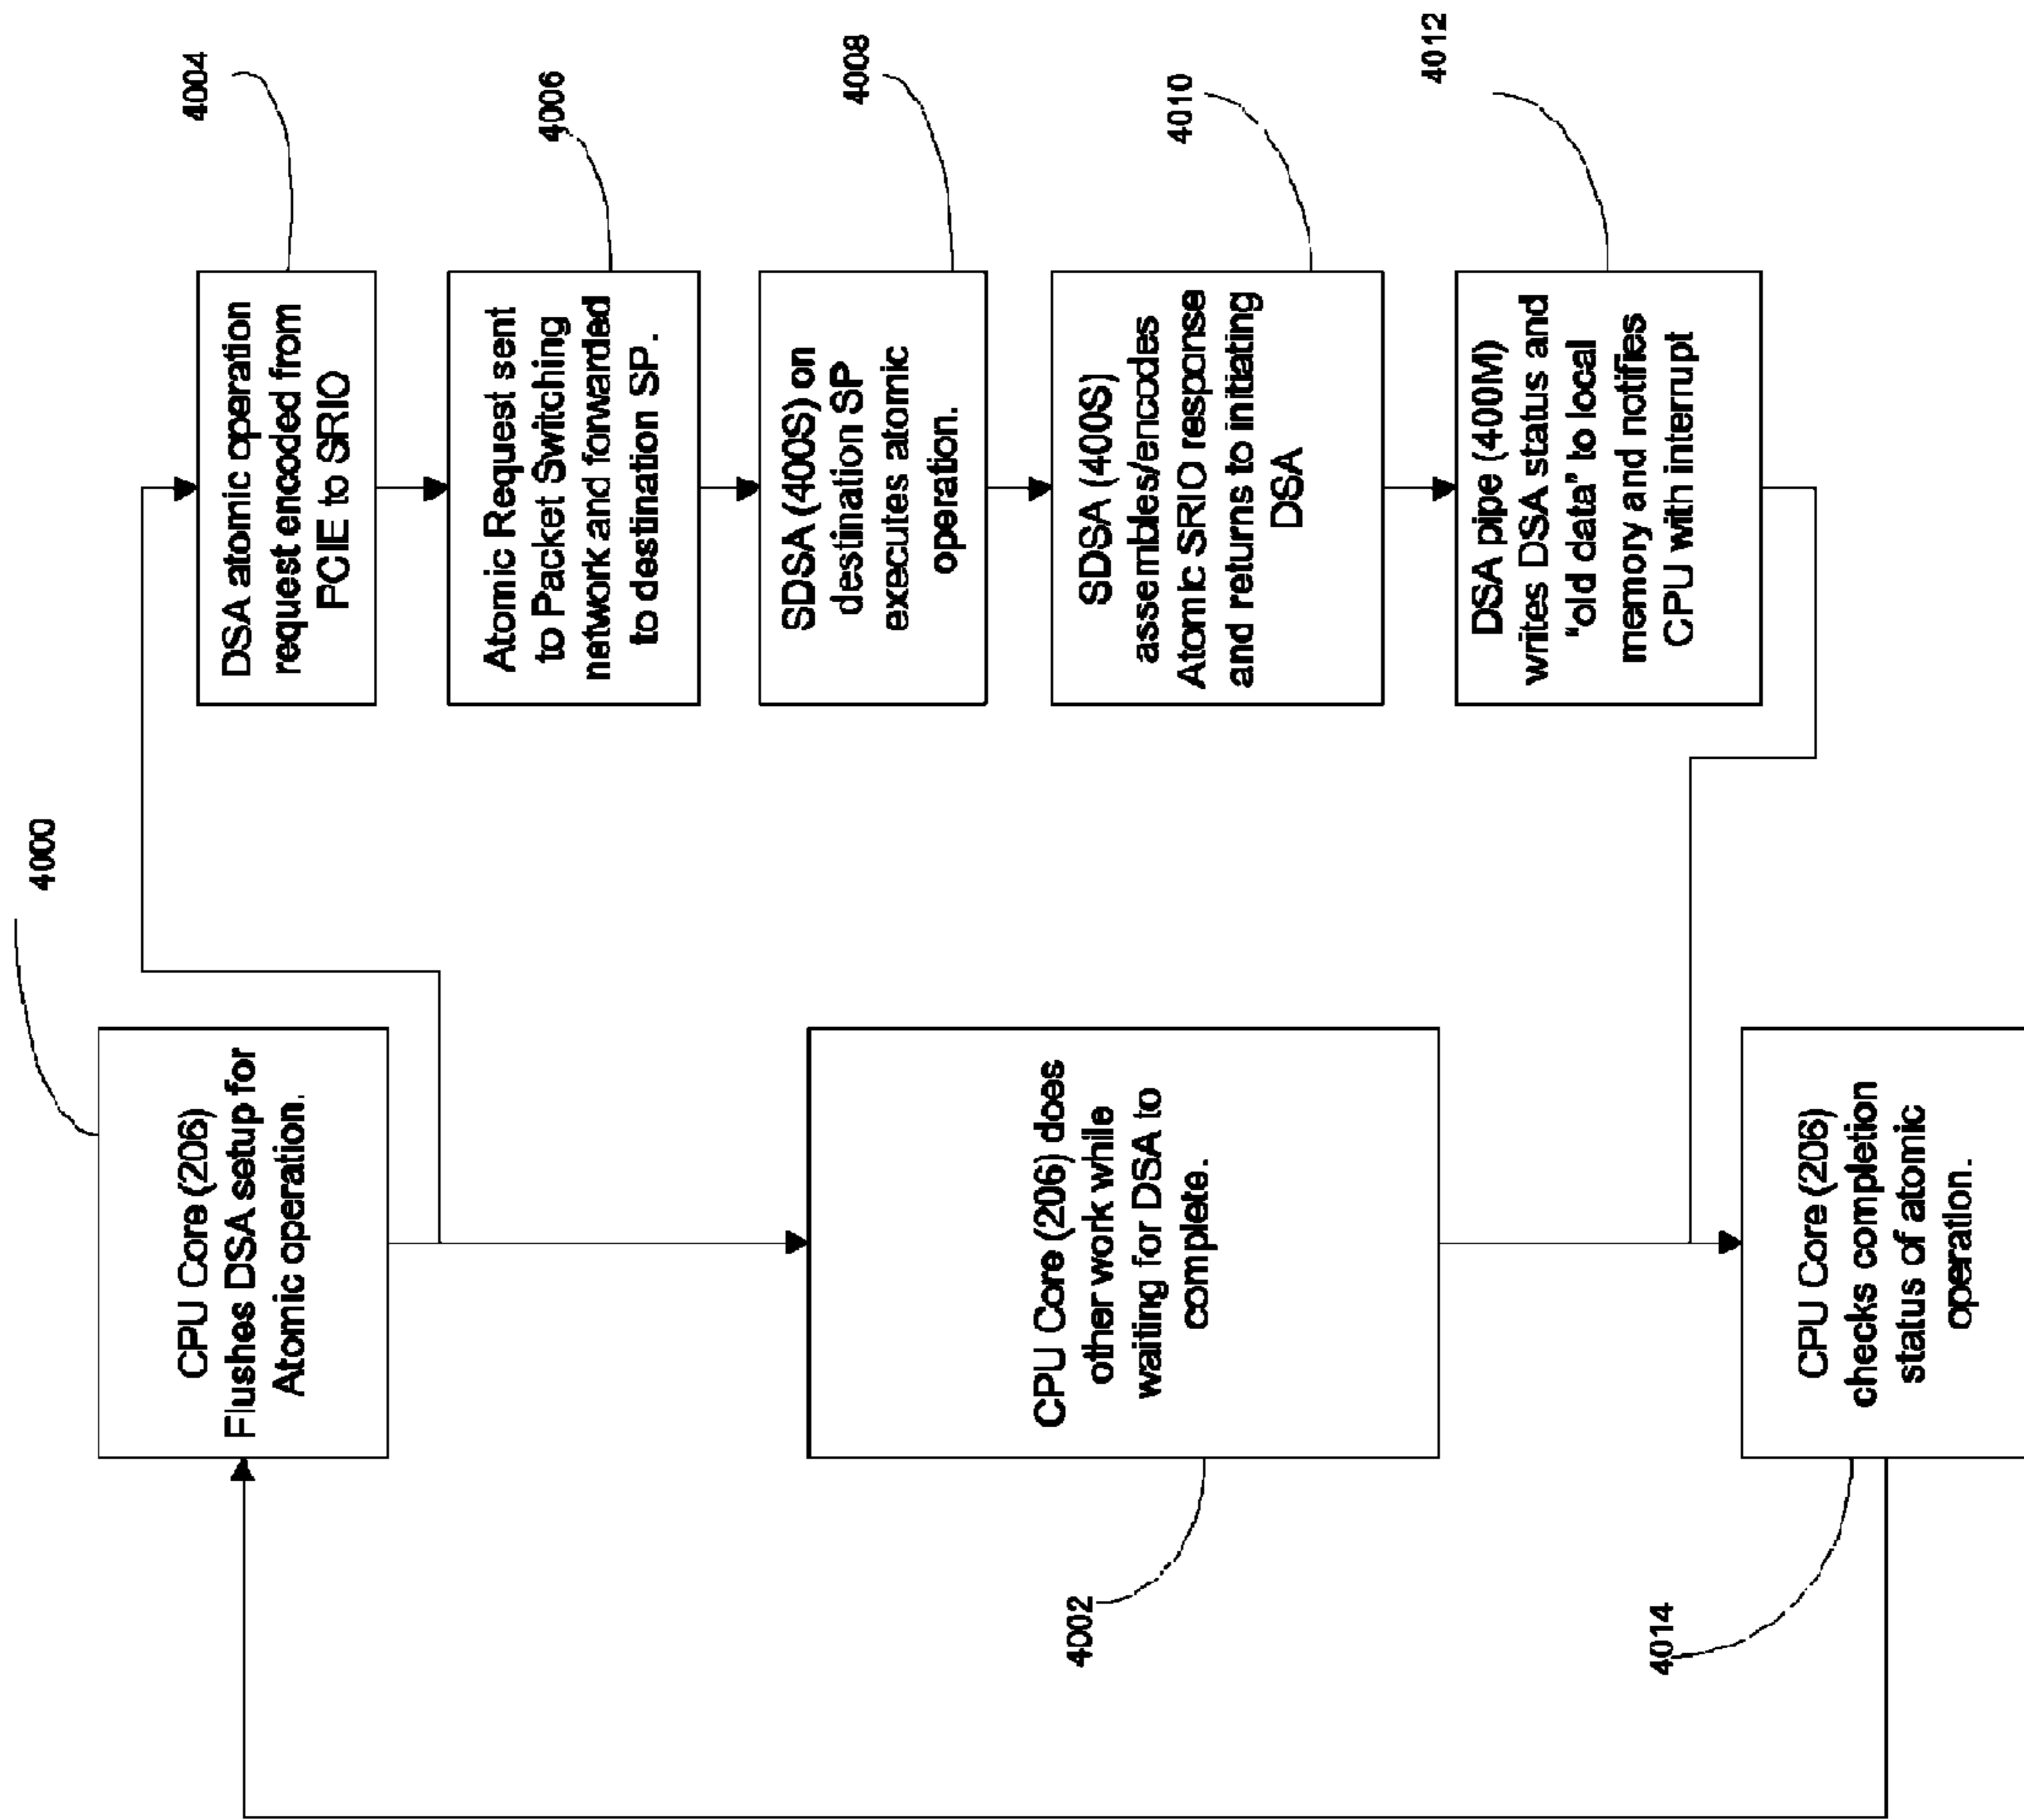 4000
CPU Core (206)
Flushes DSA setup for
Atomic operation.
4002
CPU Core (206) does
other work while
waiting for DSA to
complete.
4014
CPU Core (206)
checks completion
status of atomic
operation.
4004
DSA atomic operation
request encoded from
PCIE to SRIO
4006
Atomic Request sent
to Packet Switching
network and forwarded
to destination SP.
4008
SDSA (400S) on
destination SP
executes atomic
operation.
4010
SDSA (400S)
assembles/encodes
Atomic SRIO response
and returns to initiating
DSA
4012
DSA pipe (400M)
writes DSA status and
"old data" to local
memory and notifies
CPU with interrupt